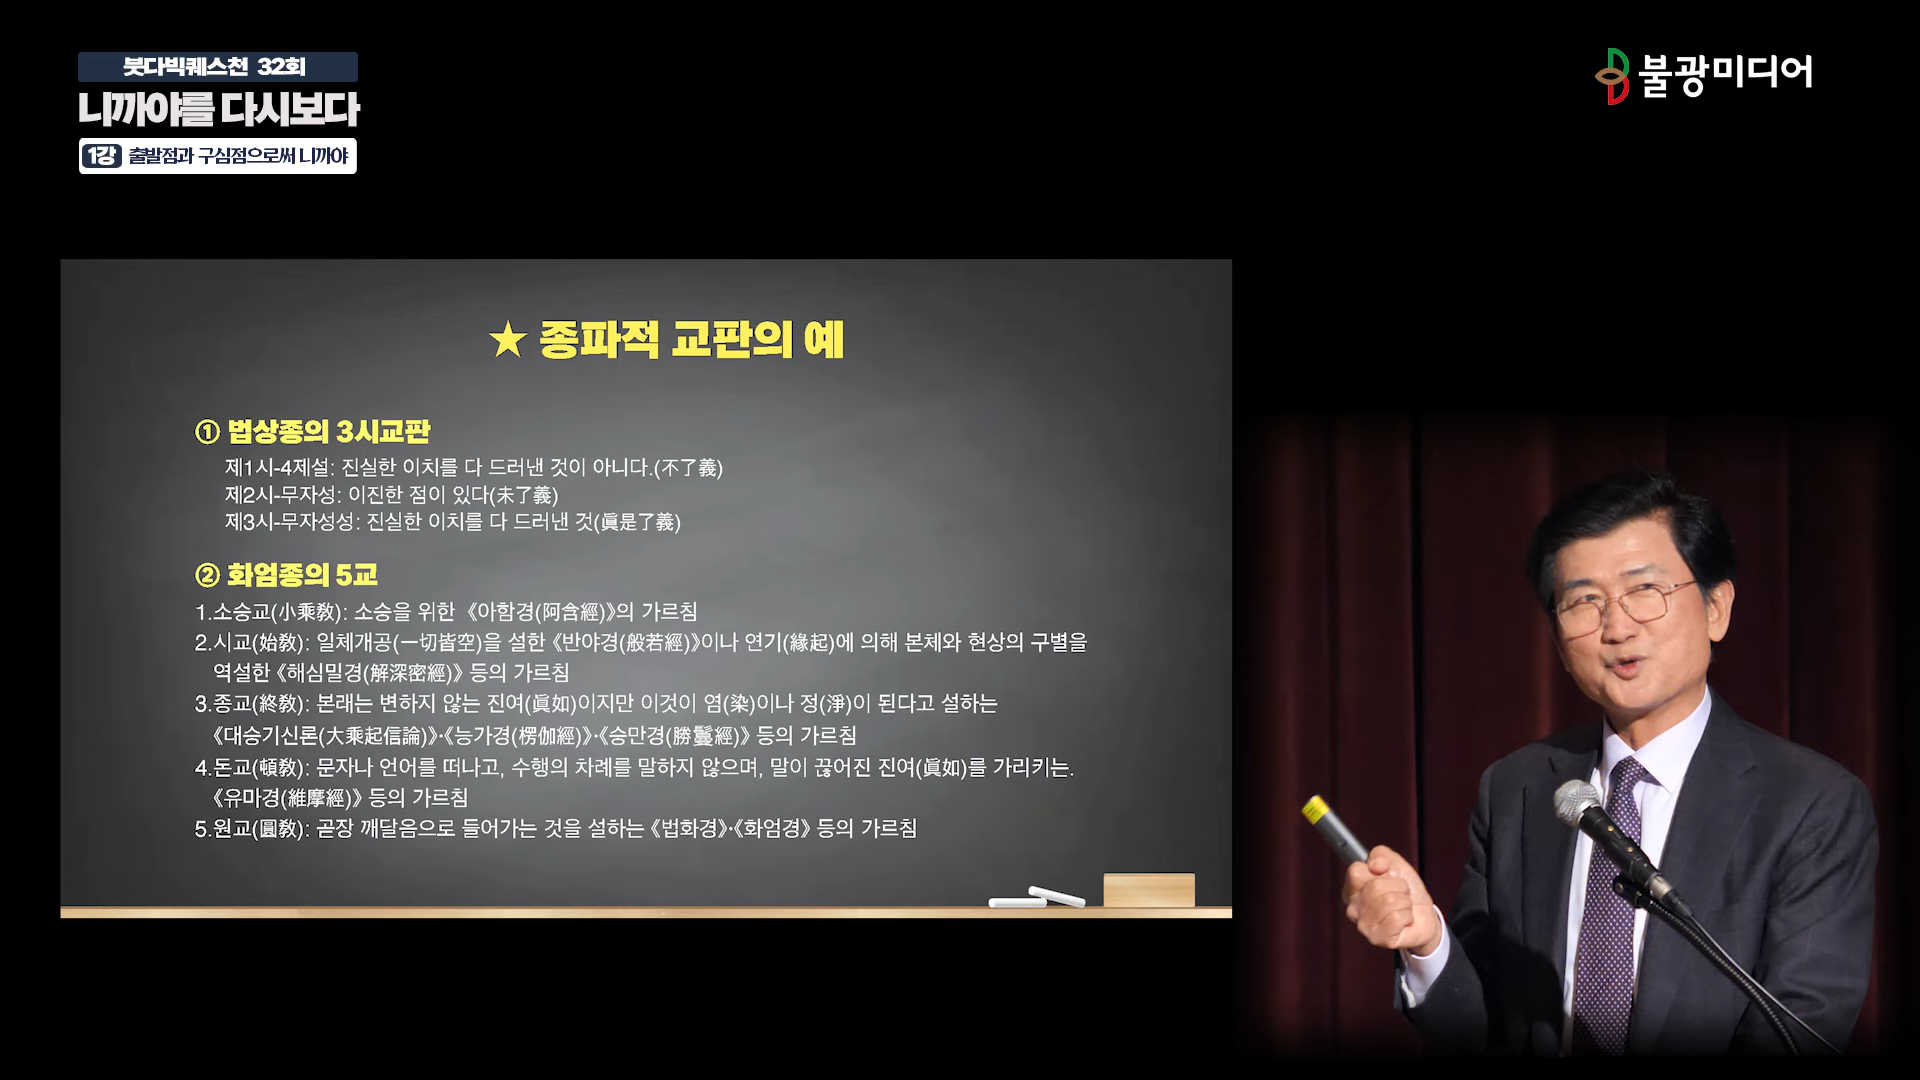 붓다빅퀘스천 32회
니까야를 다시보다
1강 출발점과 구심점으로써 니까야
불광미디어
★ 종파적 교판의 예
① 법상종의 3시교판
제1시-4제설: 진실한 이치를 다 드러낸 것이 아니다.(不了義)
제2시-무자성: 이진한 점이 있다(未了義)
제3시-무자성성: 진실한 이치를 다 드러낸 것(眞是了義)
② 화엄종의 5교
1.소승교(小乘敎): 소승을 위한 《아함경(阿含經)》의 가르침
2.시교(始敎): 일체개공(一切皆空)을 설한 《반야경(般若經)》이나 연기(緣起)에 의해 본체와 현상의 구별을
역설한 《해심밀경(解深密經)》 등의 가르침
3.종교(終敎): 본래는 변하지 않는 진여(眞如)이지만 이것이 염(染)이나 정(淨)이 된다고 설하는
《대승기신론(大乘起信論)》·《능가경(楞伽經)》·《승만경(勝鬘經)》 등의 가르침
4.돈교(頓敎): 문자나 언어를 떠나고, 수행의 차례를 말하지 않으며, 말이 끊어진 진여(眞如)를 가리키는.
《유마경(維摩經)》 등의 가르침
5.원교(圓敎): 곧장 깨달음으로 들어가는 것을 설하는 《법화경》·《화엄경》 등의 가르침